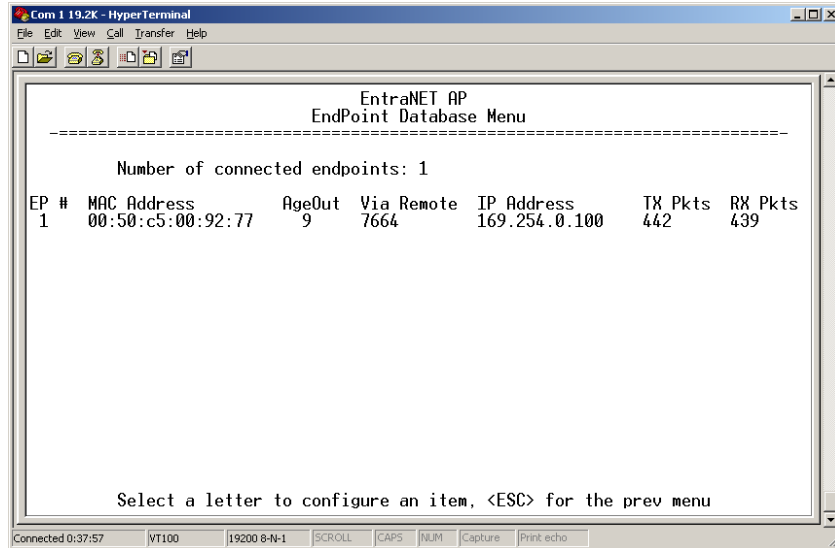 Com 1 19.2K - HyperTerminal
File Edit View Call Transfer Help
EntraNET AP
EndPoint Database Menu
-==========================================================================-
Number of connected endpoints: 1
EP # MAC Address AgeOut Via Remote IP Address TX Pkts RX Pkts
1 00:50:c5:00:92:77 9 7664 169.254.0.100 442 439
Select a letter to configure an item, <ESC> for the prev menu
Connected 0:37:57 VT100 19200 8-N-1 SCROLL CAPS NUM Capture Print echo